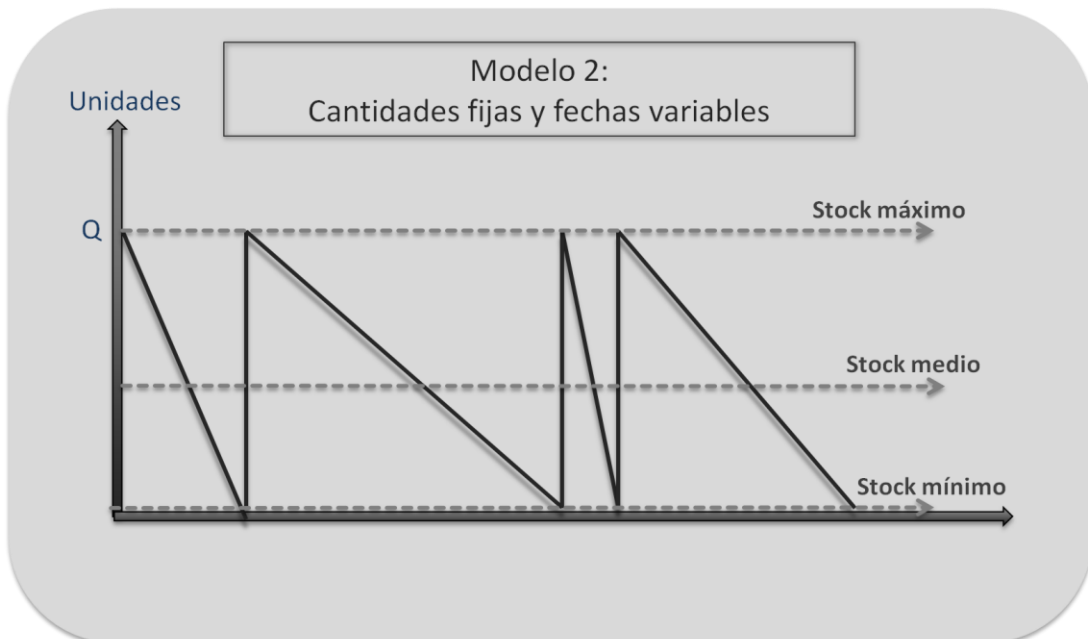 Modelo 2:
Cantidades fijas y fechas variables
Unidades
Q
Stock máximo
Stock medio
Stock mínimo